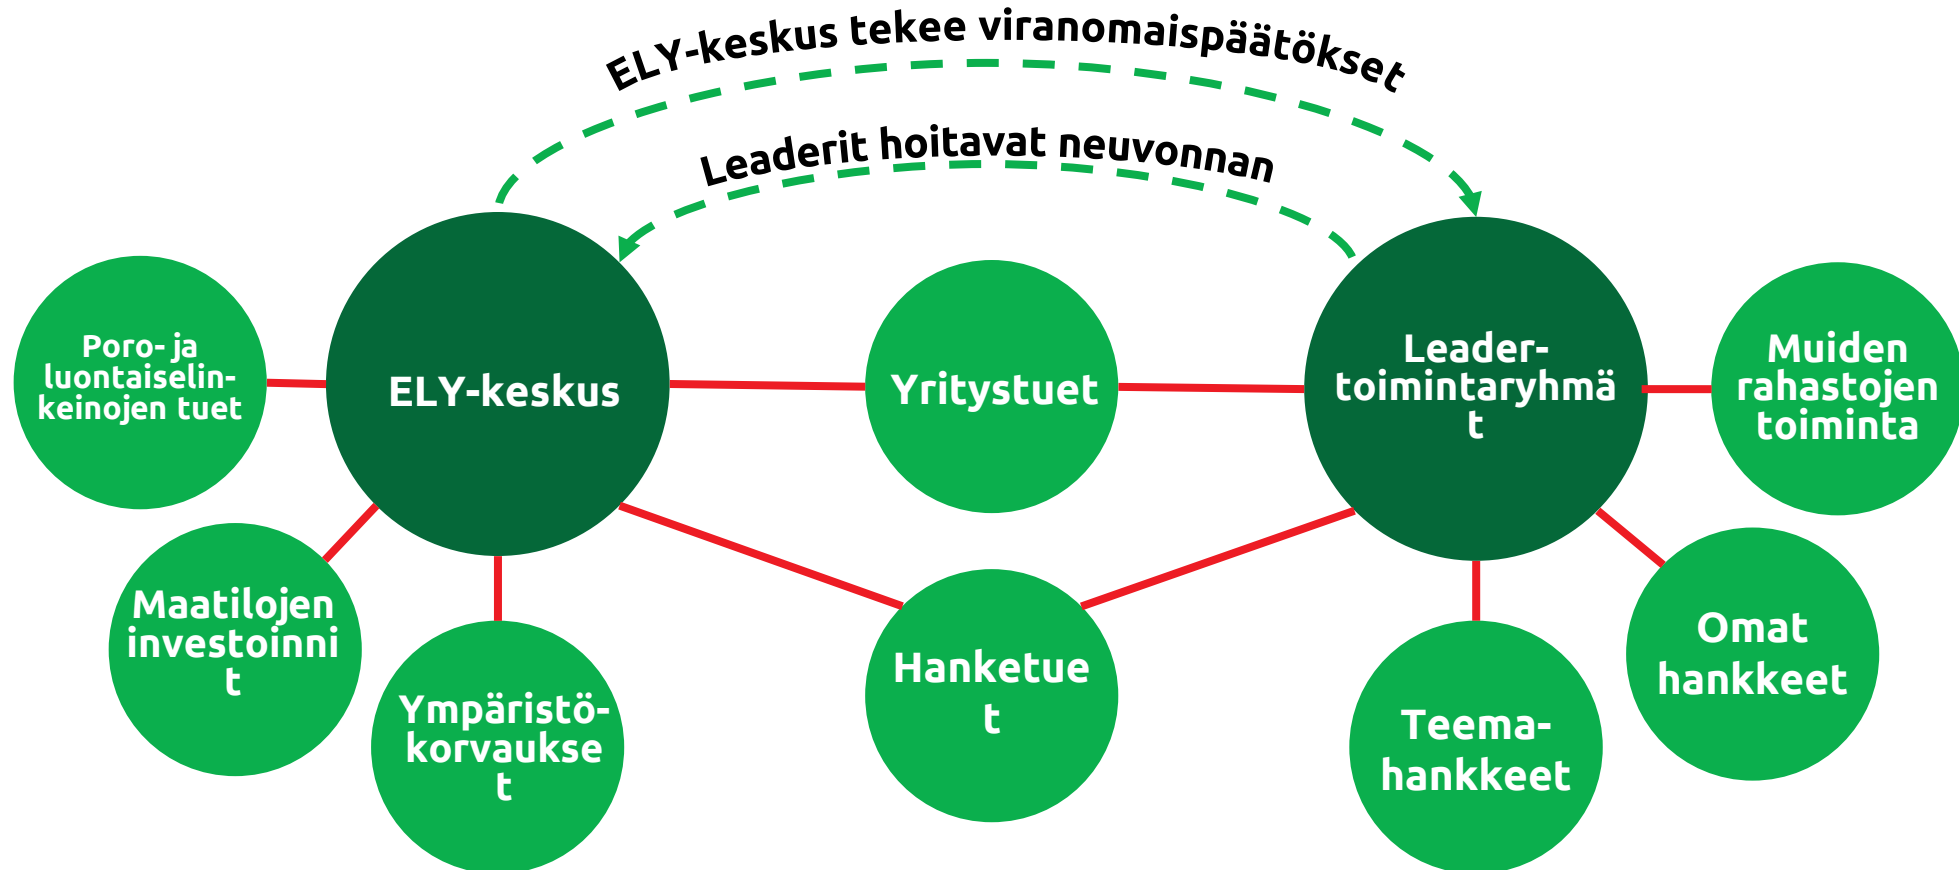 ELY-keskus tekee viranomaispäätökset
Leaderit hoitavat neuvonnan
Poro- ja
luontaiselin-
keinojen tuet
ELY-keskus
Yritystuet
Leader-
toimintaryhmä
t
Muiden
rahastojen
toiminta
Maatilojen
investoinni
t
Ympäristö-
korvaukse
t
Hanketue
t
Teema-
hankkeet
Omat
hankkeet